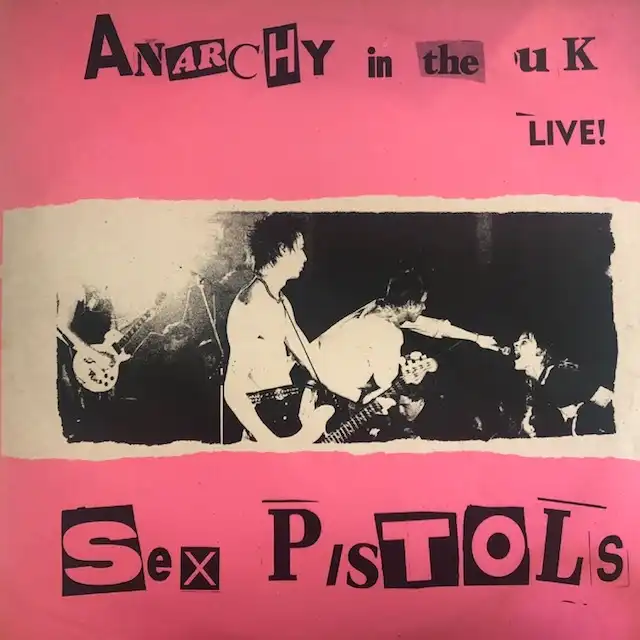 ANARCHY in the UK
LIVE!
Sex PISTOLS